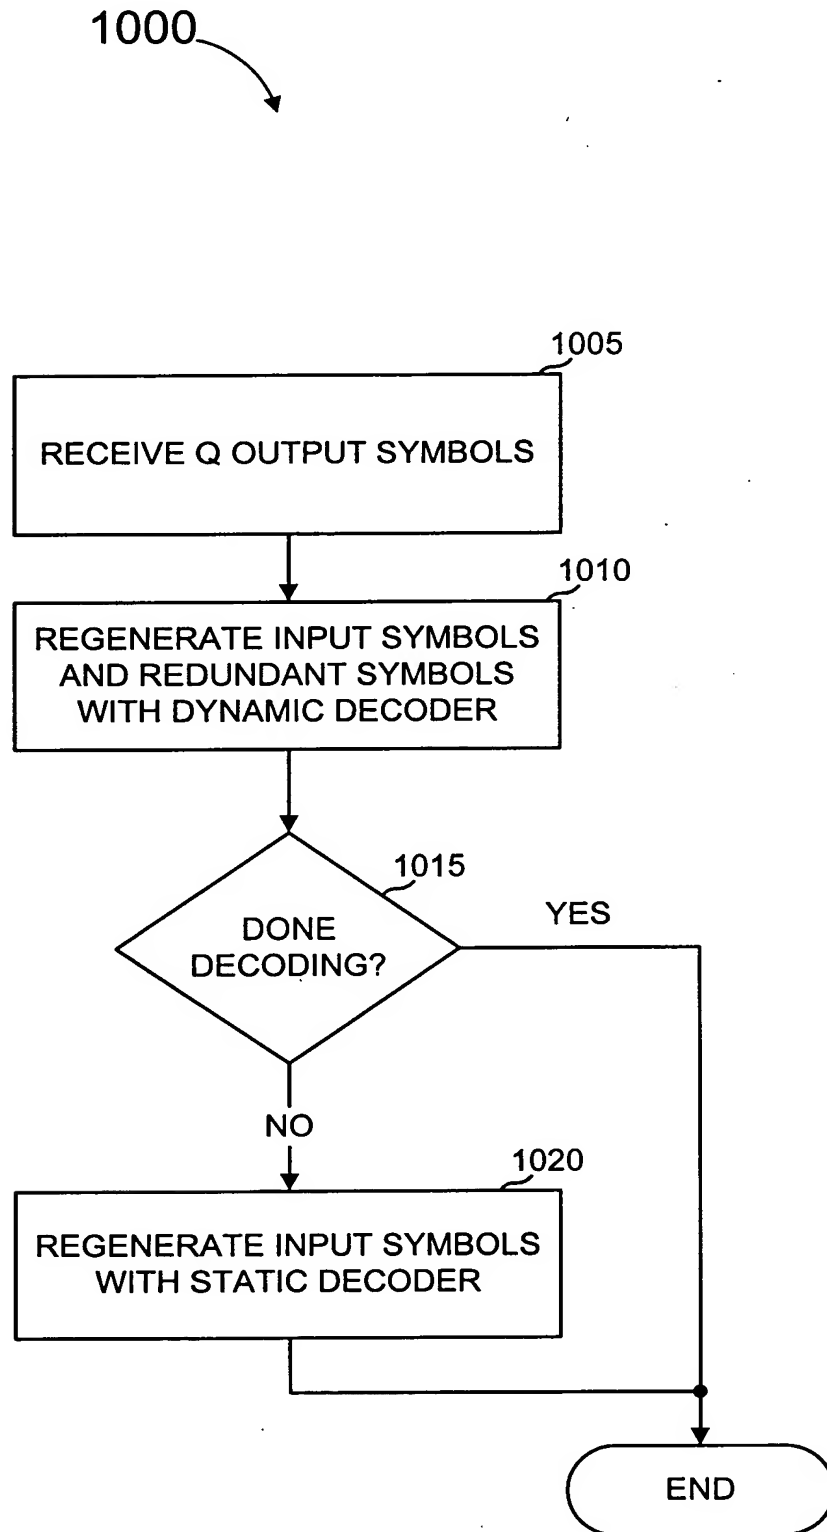 1000
1005
RECEIVE Q OUTPUT SYMBOLS
1010
REGENERATE INPUT SYMBOLS
AND REDUNDANT SYMBOLS
WITH DYNAMIC DECODER
1015
DONE
DECODING?
YES
NO
1020
REGENERATE INPUT SYMBOLS
WITH STATIC DECODER
END